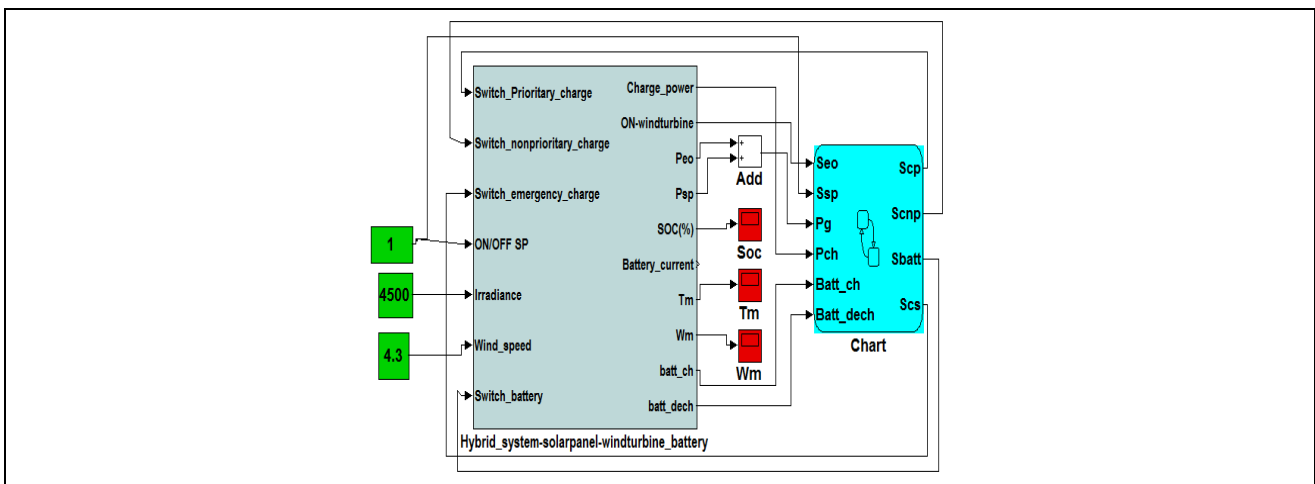 Switch_Prioritary_charge
Switch_nonprioritary_charge
Switch_emergency_charge
ON/OFF SP
Irradiance
Wind_speed
Switch_battery
Charge_power
ON-windturbine
Peo
Psp
SOC(%)
Battery_current
Tm
Wm
batt_ch
batt_dech
Hybrid_system-solarpanel-windturbine_battery
1
4500
4.3
+
+
Add
Soc
Tm
Wm
Seo
Ssp
Pg
Pch
Batt_ch
Batt_dech
Scp
Scnp
Sbatt
Scs
Chart